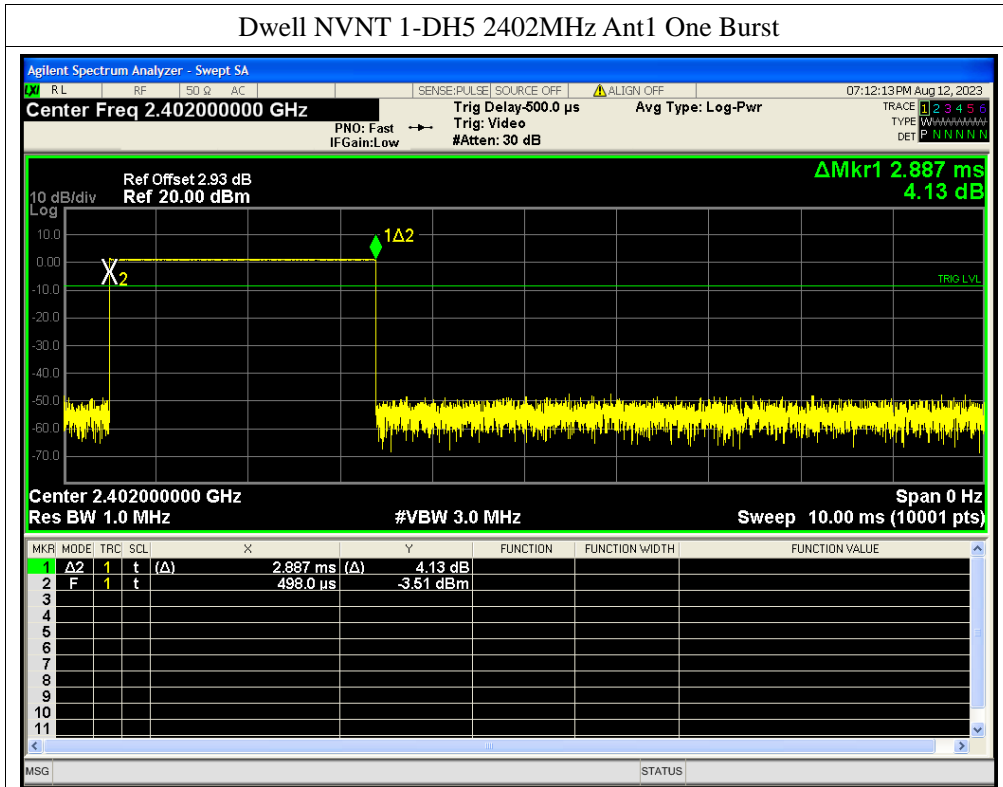 Dwell NVNT 1-DH5 2402MHz Ant1 One Burst
Agilent Spectrum Analyzer - Swept SA
LXI RL RF 50 Ω AC SENSE:PULSE SOURCE OFF ALIGN OFF 07:12:13PM Aug 12, 2023
Center Freq 2.402000000 GHz Trig Delay-500.0 µs Avg Type: Log-Pwr TRACE 1 2 3 4 5 6
PNO: Fast Trig: Video TYPE WWWWWW
IFGain:Low #Atten: 30 dB DET P N N N N N
ΔMkr1 2.887 ms
4.13 dB
Ref Offset 2.93 dB
10 dB/div Ref 20.00 dBm
Log
10.0
1Δ2
0.00
2
TRIG LVL
-10.0
-20.0
-30.0
-40.0
-50.0
-60.0
-70.0
Center 2.402000000 GHz Span 0 Hz
Res BW 1.0 MHz #VBW 3.0 MHz Sweep 10.00 ms (10001 pts)
MKR MODE TRC SCL X Y FUNCTION FUNCTION WIDTH FUNCTION VALUE
1 Δ2 1 t (Δ) 2.887 ms (Δ) 4.13 dB
2 F 1 t 498.0 µs -3.51 dBm
3
4
5
6
7
8
9
10
11
MSG STATUS